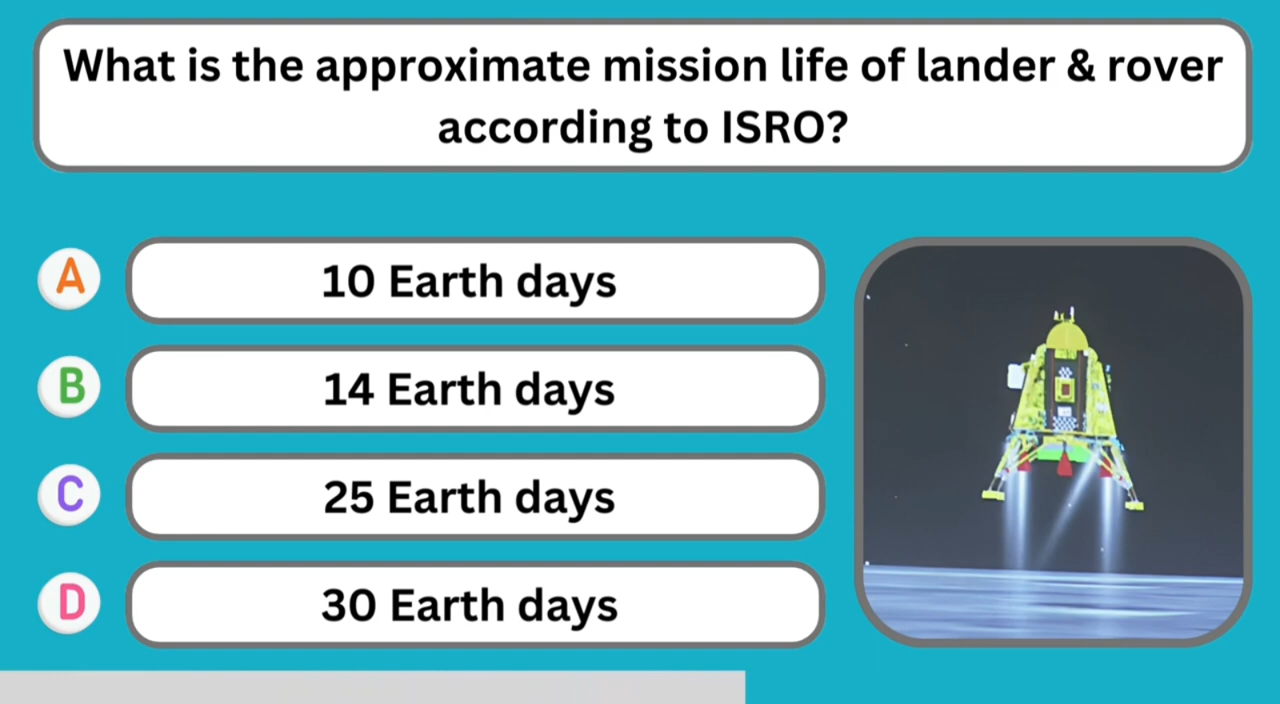 What is the approximate mission life of lander & rover
according to ISRO?
A 10 Earth days
B 14 Earth days
C 25 Earth days
D 30 Earth days